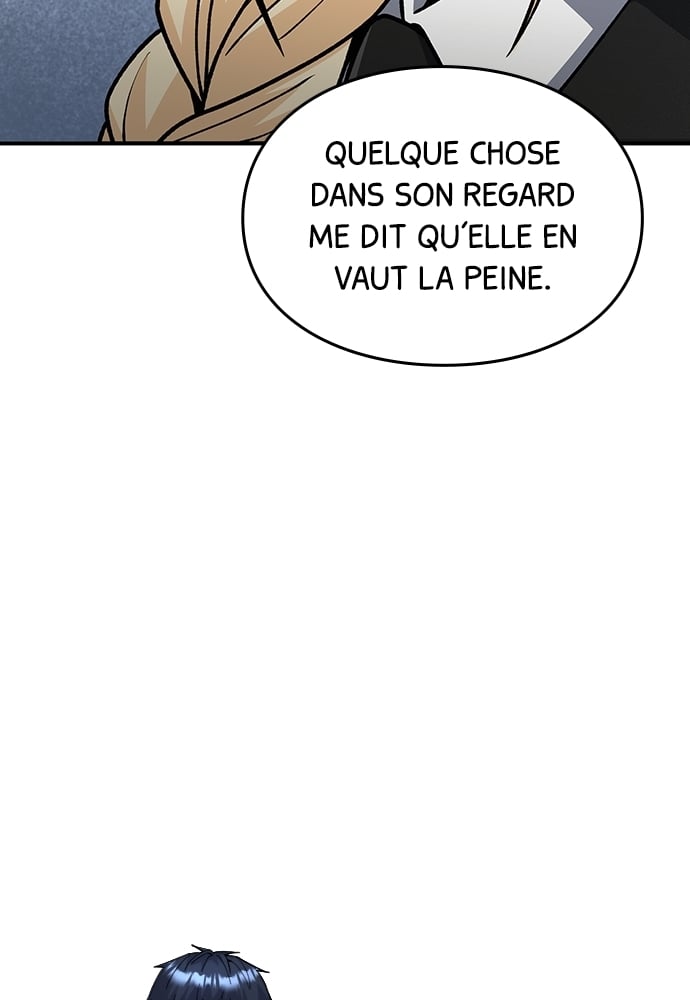 QUELQUE CHOSE
DANS SON REGARD
ME DIT QU'ELLE EN
VAUT LA PEINE.